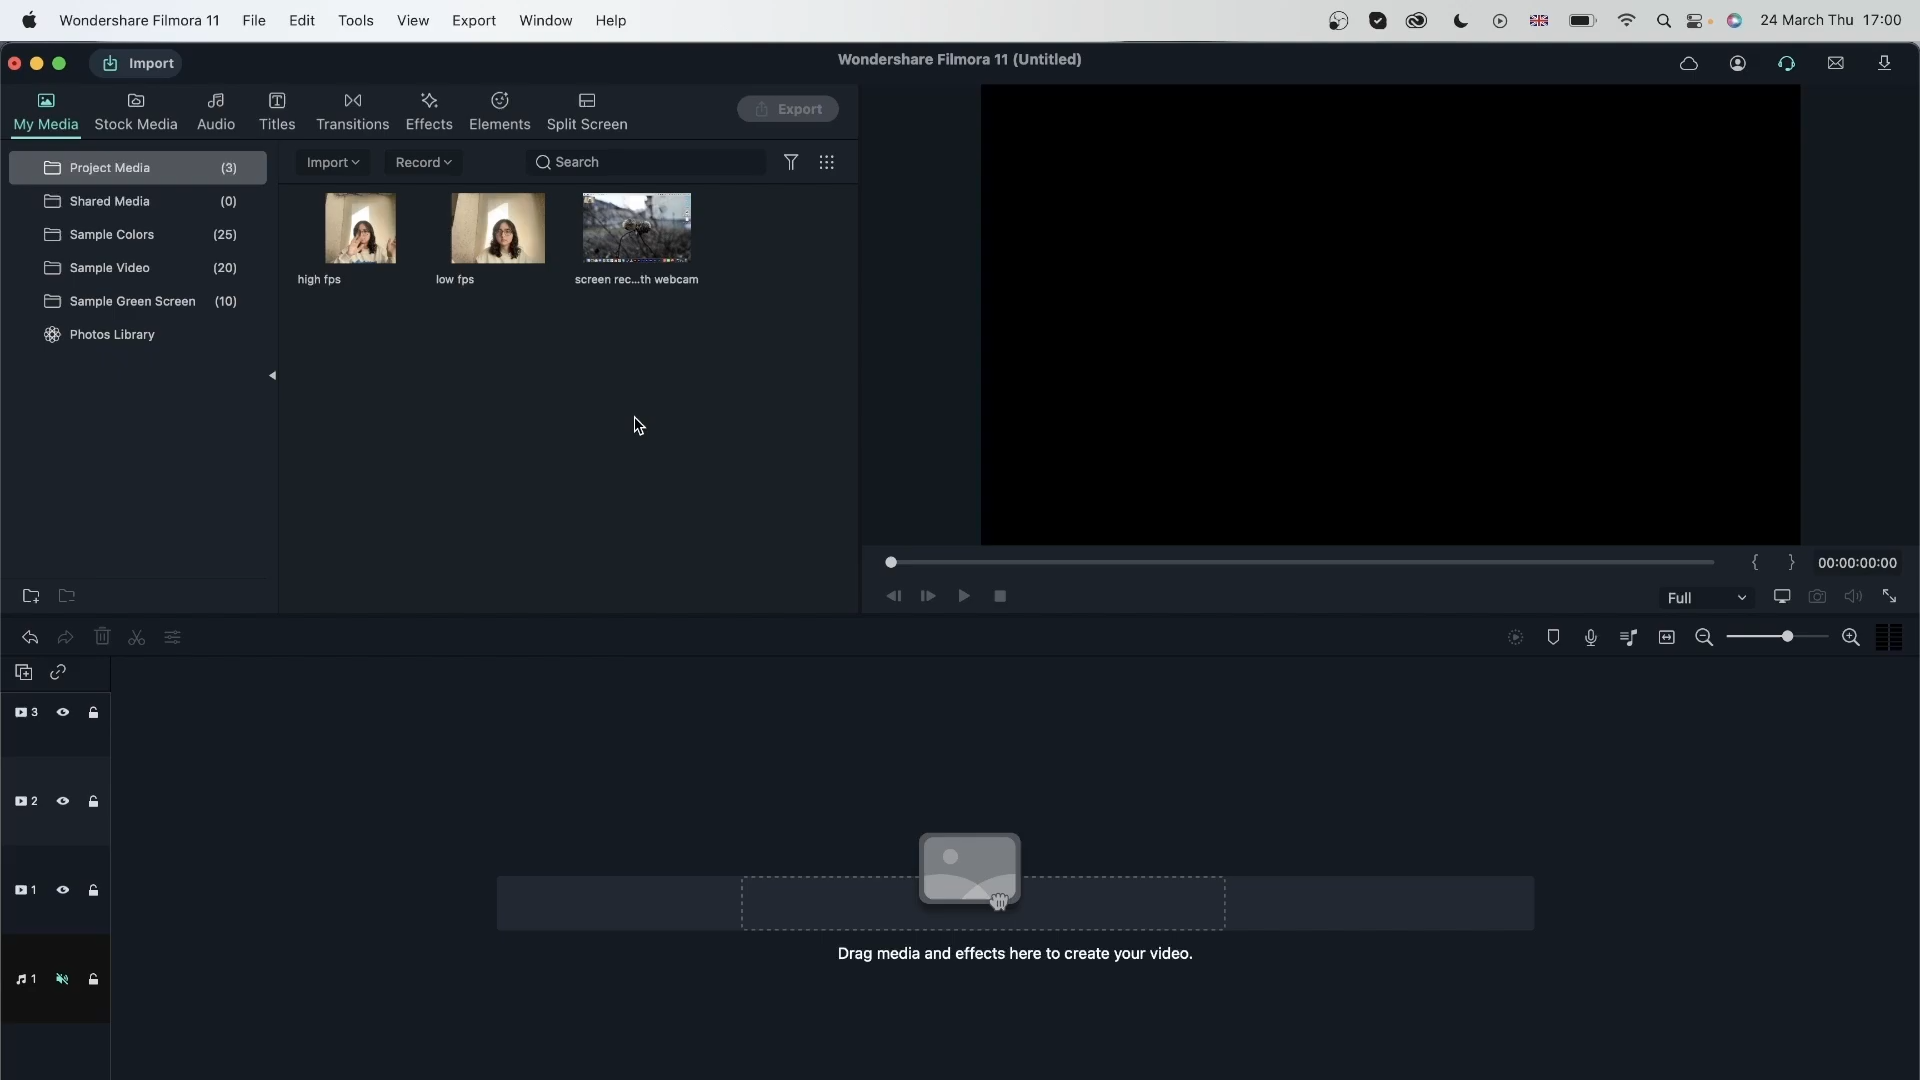 Wondershare Filmora 11 File Edit Tools View Export Window Help 24 March Thu 17:00
Import Wondershare Filmora 11 (Untitled)
My Media Stock Media Audio Titles Transitions Effects Elements Split Screen Export
Project Media (3) Import Record Search
Shared Media (0)
Sample Colors (25)
Sample Video (20)
high fps low fps screen rec...th webcam
Sample Green Screen (10)
Photos Library
{ } 00:00:00:00
Full
3
2
1
Drag media and effects here to create your video.
1